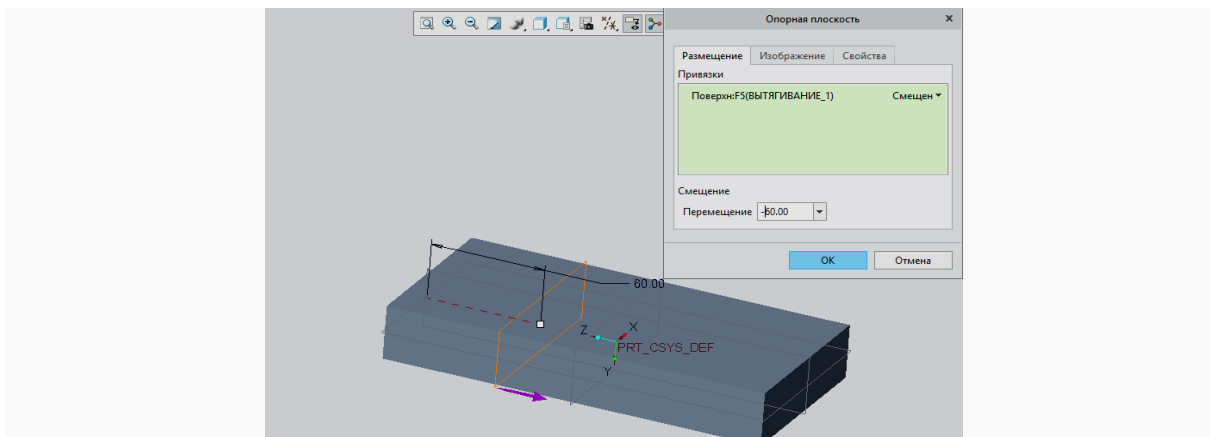 Опорная плоскость x
Размещение Изображение Свойства
Привязки
Поверхн:F5(ВЫТЯГИВАНИЕ_1) Смещен
Смещение
Перемещение -60.00
OK Отмена
60.00
Z X
PRT_CSYS_DEF
Y